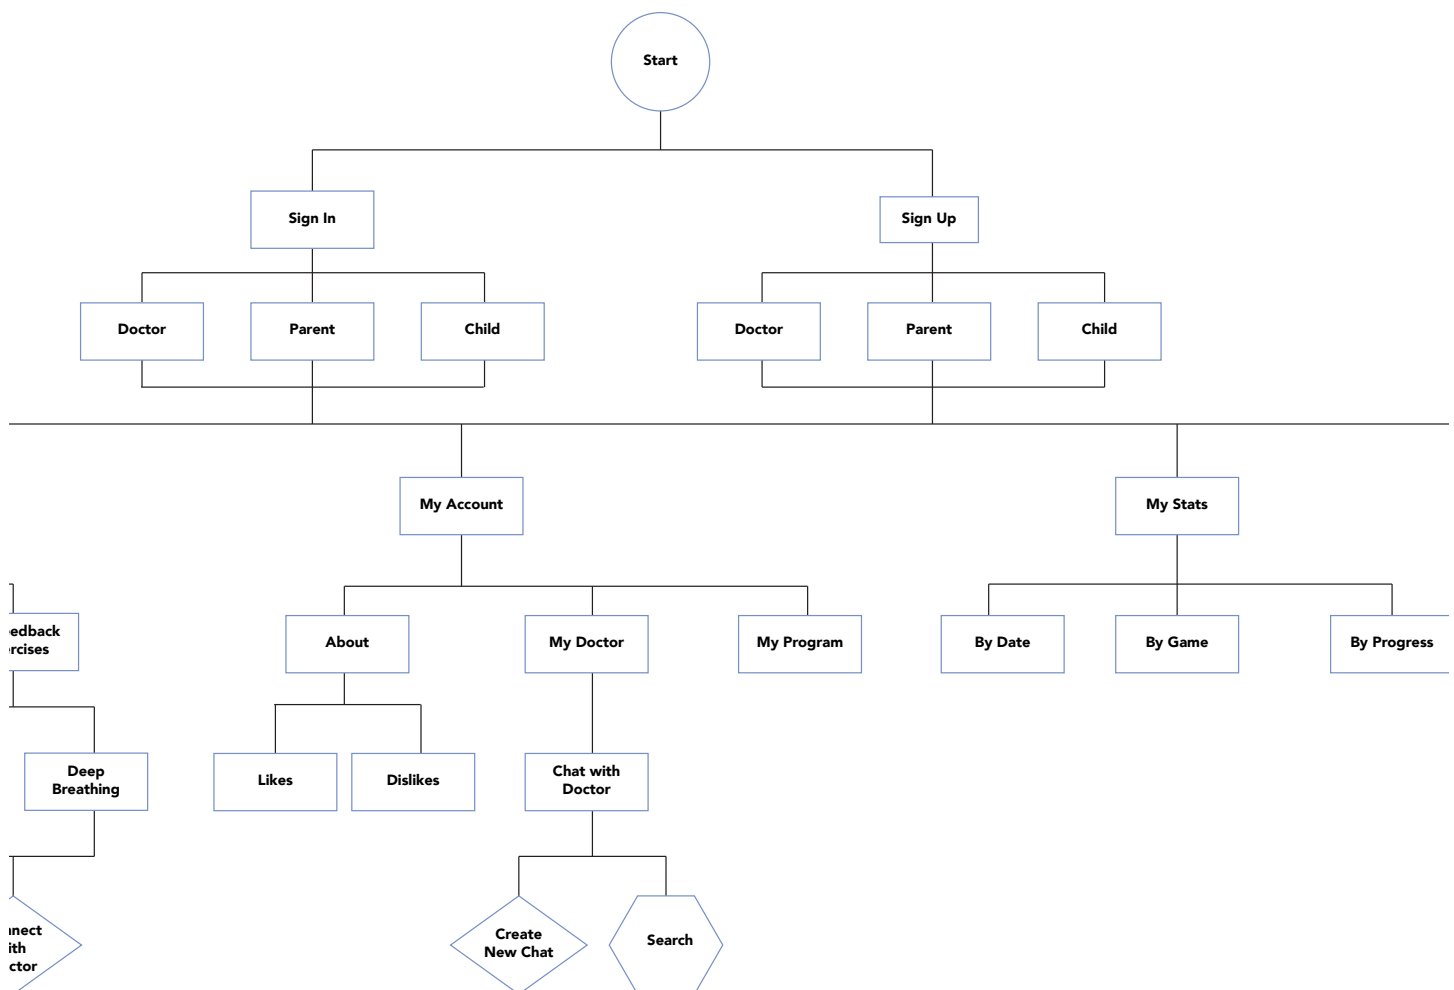 Start
Sign In
Sign Up
Doctor
Parent
Child
Doctor
Parent
Child
My Account
My Stats
About
My Doctor
My Program
By Date
By Game
By Progress
Deep
Breathing
Likes
Dislikes
Chat with
Doctor
Create
New Chat
Search